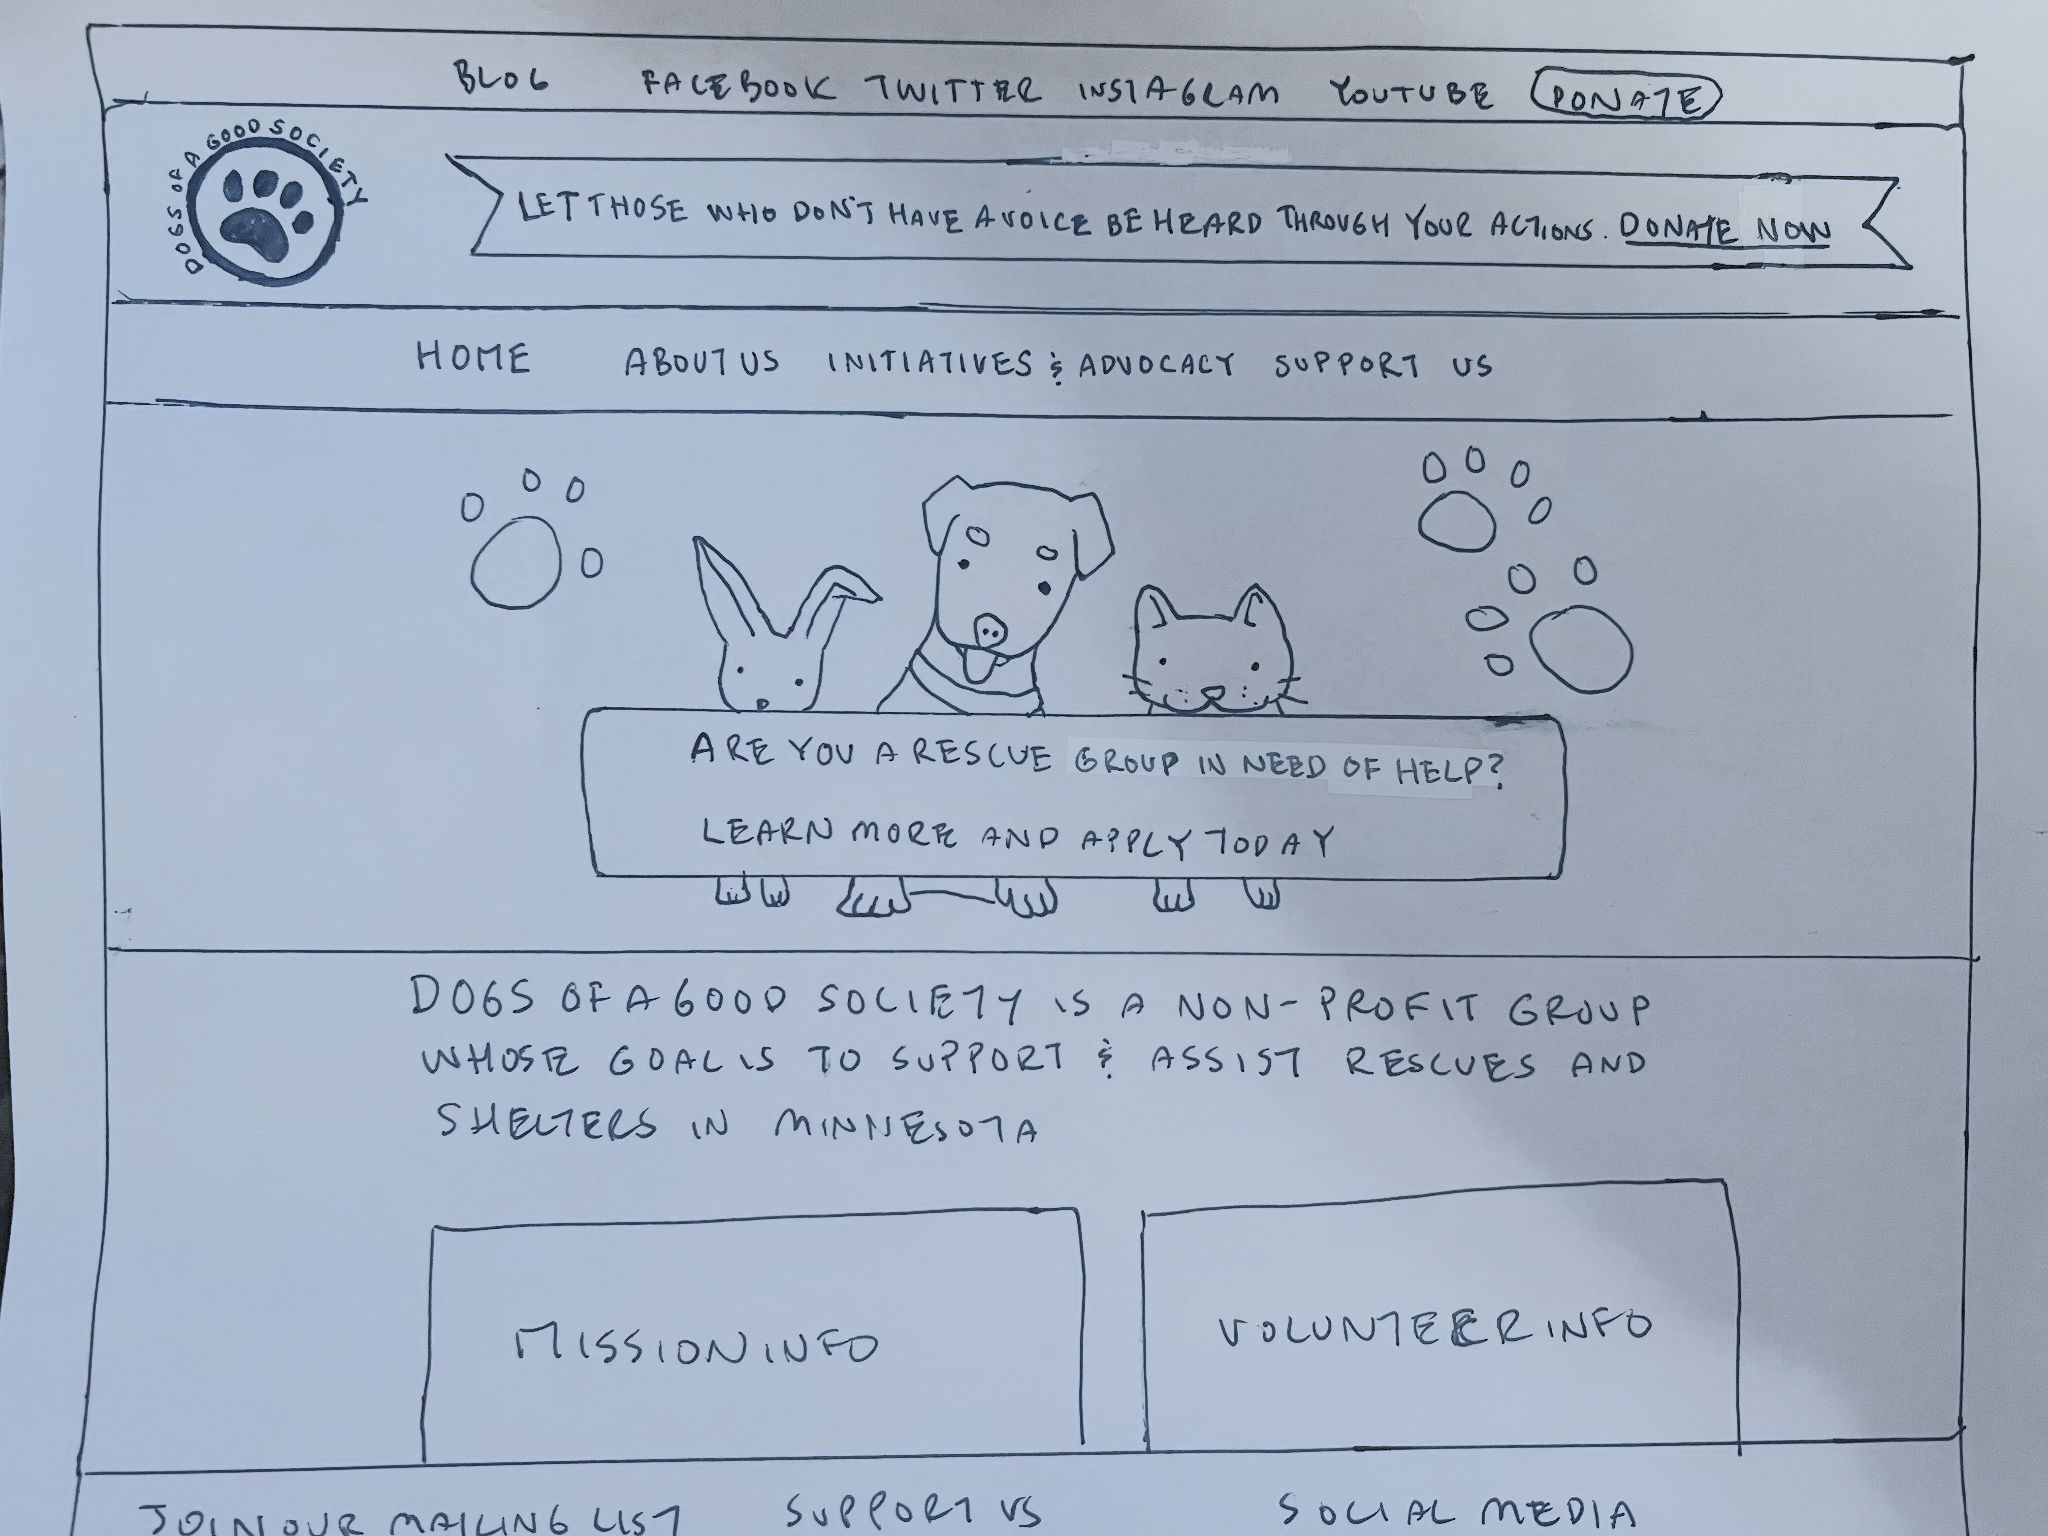 BLOG FACEBOOK TWITTER INSTAGRAM YOUTUBE DONATE
DOGS OF A GOOD SOCIETY
LET THOSE WHO DON'T HAVE A VOICE BE HEARD THROUGH YOUR ACTIONS. DONATE NOW
HOME ABOUT US INITIATIVES & ADVOCACY SUPPORT US
ARE YOU A RESCUE GROUP IN NEED OF HELP?
LEARN MORE AND APPLY TODAY
DOGS OF A GOOD SOCIETY IS A NON-PROFIT GROUP
WHOSE GOAL IS TO SUPPORT & ASSIST RESCUES AND
SHELTERS IN MINNESOTA
MISSION INFO
VOLUNTEER INFO
JOIN OUR MAILING LIST SUPPORT US SOCIAL MEDIA